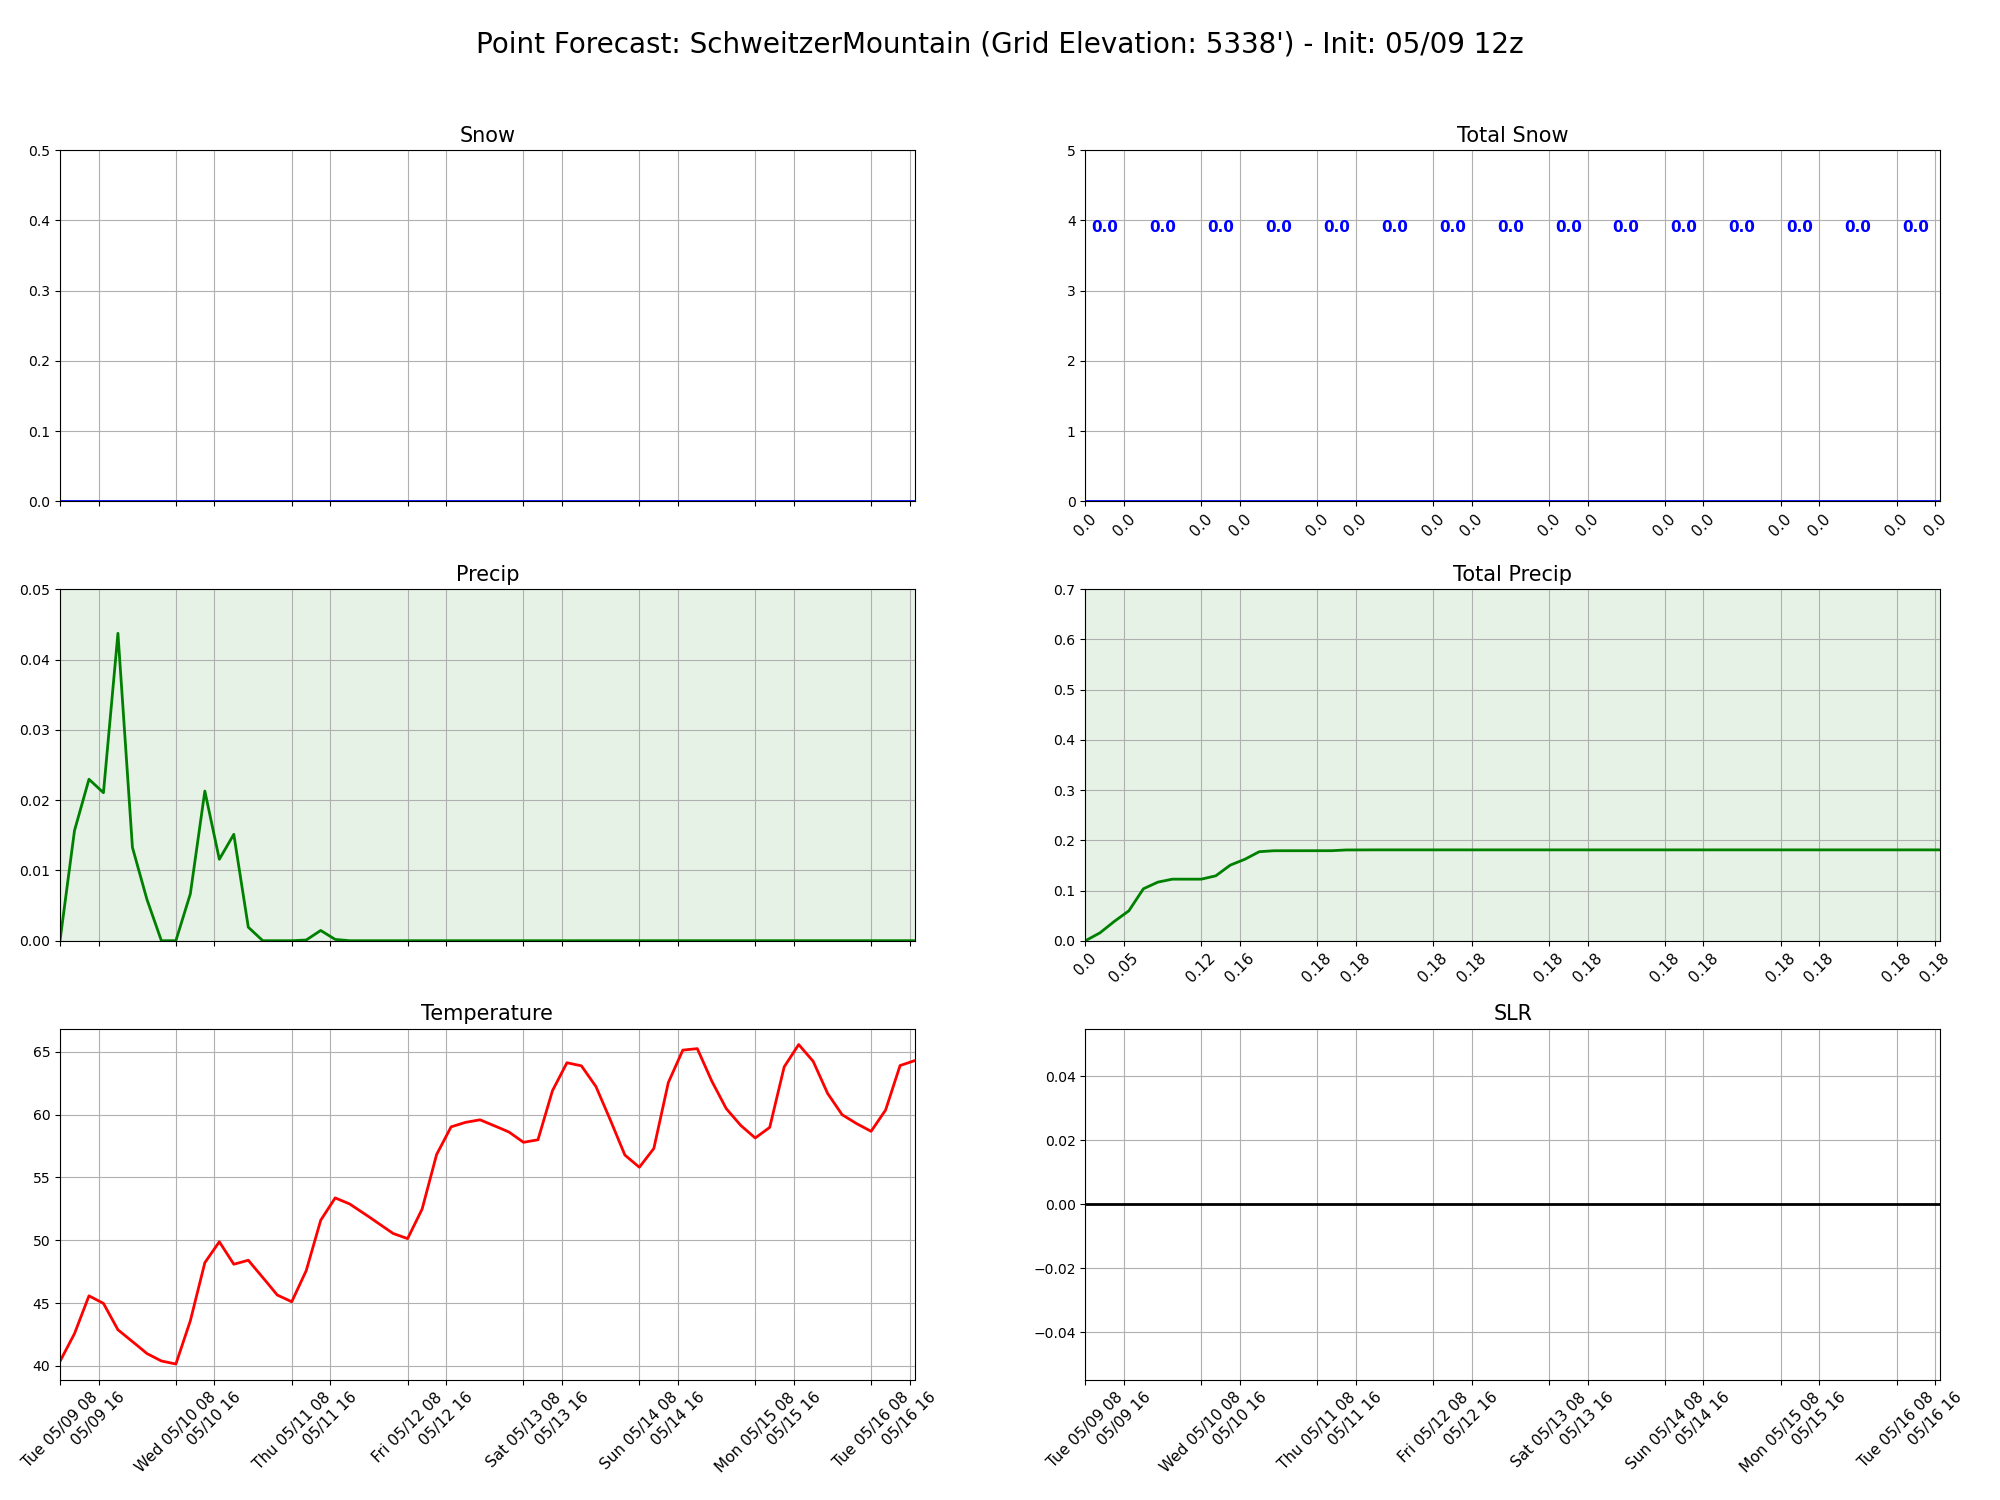 Point Forecast: SchweitzerMountain (Grid Elevation: 5338') - Init: 05/09 12z
Snow
0.5
0.4
0.3
0.2
0.1
0.0
Total Snow
5
4
3
2
1
0
0.0 0.0 0.0 0.0 0.0 0.0 0.0 0.0 0.0 0.0 0.0 0.0 0.0 0.0 0.0
0.0 0.0 0.0 0.0 0.0 0.0 0.0 0.0 0.0 0.0 0.0 0.0 0.0 0.0 0.0 0.0
Precip
0.05
0.04
0.03
0.02
0.01
0.00
Total Precip
0.7
0.6
0.5
0.4
0.3
0.2
0.1
0.0
0.0 0.05 0.12 0.16 0.18 0.18 0.18 0.18 0.18 0.18 0.18 0.18 0.18 0.18 0.18 0.18
Temperature
65
60
55
50
45
40
Tue 05/09 08
05/09 16
Wed 05/10 08
05/10 16
Thu 05/11 08
05/11 16
Fri 05/12 08
05/12 16
Sat 05/13 08
05/13 16
Sun 05/14 08
05/14 16
Mon 05/15 08
05/15 16
Tue 05/16 08
05/16 16
SLR
0.04
0.02
0.00
−0.02
−0.04
Tue 05/09 08
05/09 16
Wed 05/10 08
05/10 16
Thu 05/11 08
05/11 16
Fri 05/12 08
05/12 16
Sat 05/13 08
05/13 16
Sun 05/14 08
05/14 16
Mon 05/15 08
05/15 16
Tue 05/16 08
05/16 16